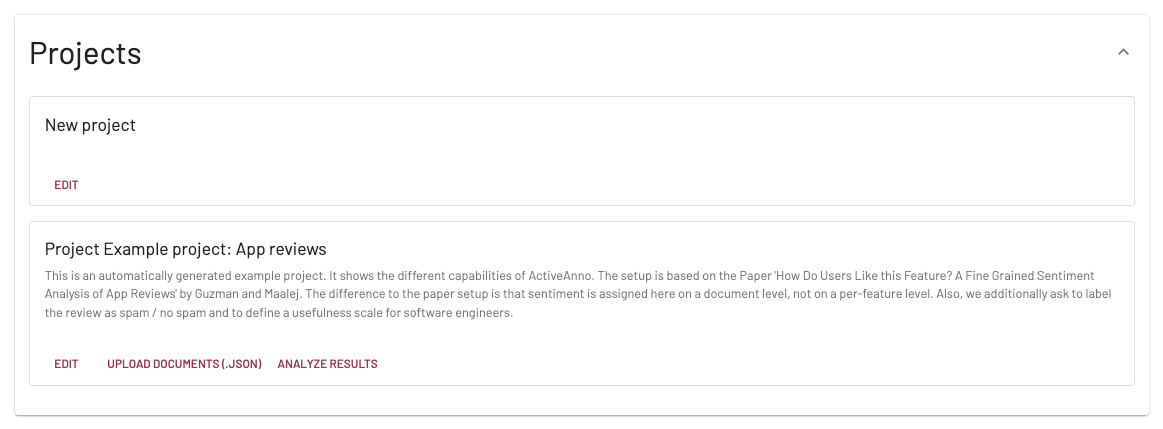 Projects
New project
EDIT
Project Example project: App reviews
This is an automatically generated example project. It shows the different capabilities of ActiveAnno. The setup is based on the Paper 'How Do Users Like this Feature? A Fine Grained Sentiment
Analysis of App Reviews' by Guzman and Maalej. The difference to the paper setup is that sentiment is assigned here on a document level, not on a per-feature level. Also, we additionally ask to label
the review as spam / no spam and to define a usefulness scale for software engineers.
EDIT UPLOAD DOCUMENTS (.JSON) ANALYZE RESULTS